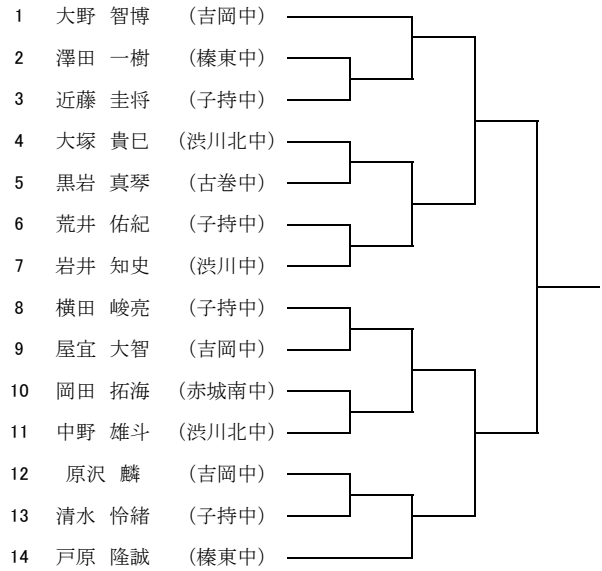 1 大野 智博 (吉岡中)
2 澤田 一樹 (榛東中)
3 近藤 圭将 (子持中)
4 大塚 貴巳 (渋川北中)
5 黒岩 真琴 (古巻中)
6 荒井 佑紀 (子持中)
7 岩井 知史 (渋川中)
8 横田 峻亮 (子持中)
9 屋宜 大智 (吉岡中)
10 岡田 拓海 (赤城南中)
11 中野 雄斗 (渋川北中)
12 原沢 麟 (吉岡中)
13 清水 怜緒 (子持中)
14 戸原 隆誠 (榛東中)